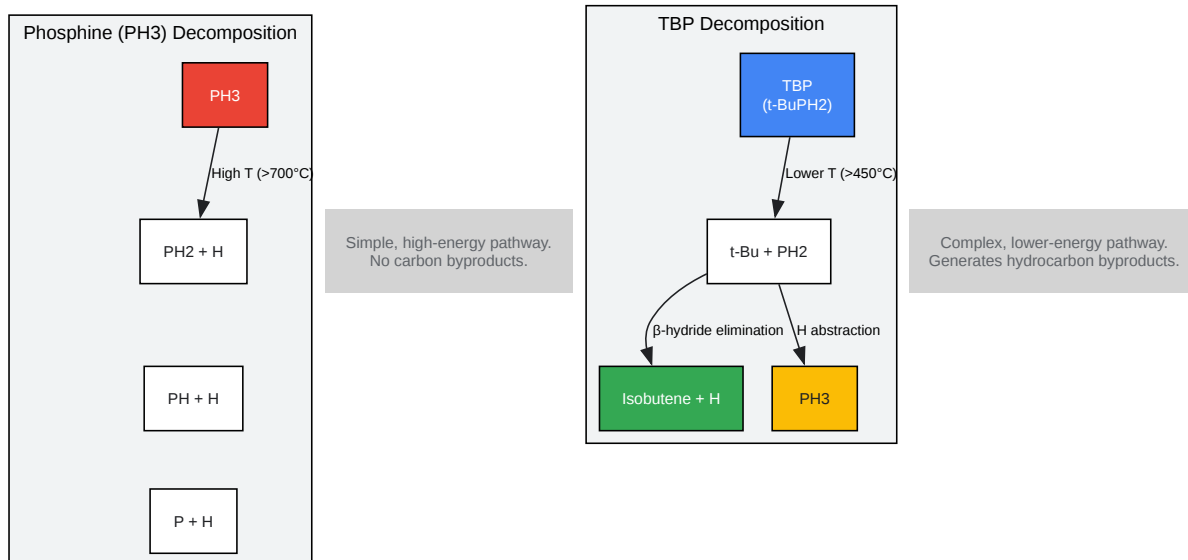 Phosphine (PH3) Decomposition
PH3
High T (>700°C)
PH2 + H
PH + H
P + H
Simple, high-energy pathway.
No carbon byproducts.
TBP Decomposition
TBP
(t-BuPH2)
Lower T (>450°C)
t-Bu + PH2
β-hydride elimination
H abstraction
Isobutene + H
PH3
Complex, lower-energy pathway.
Generates hydrocarbon byproducts.